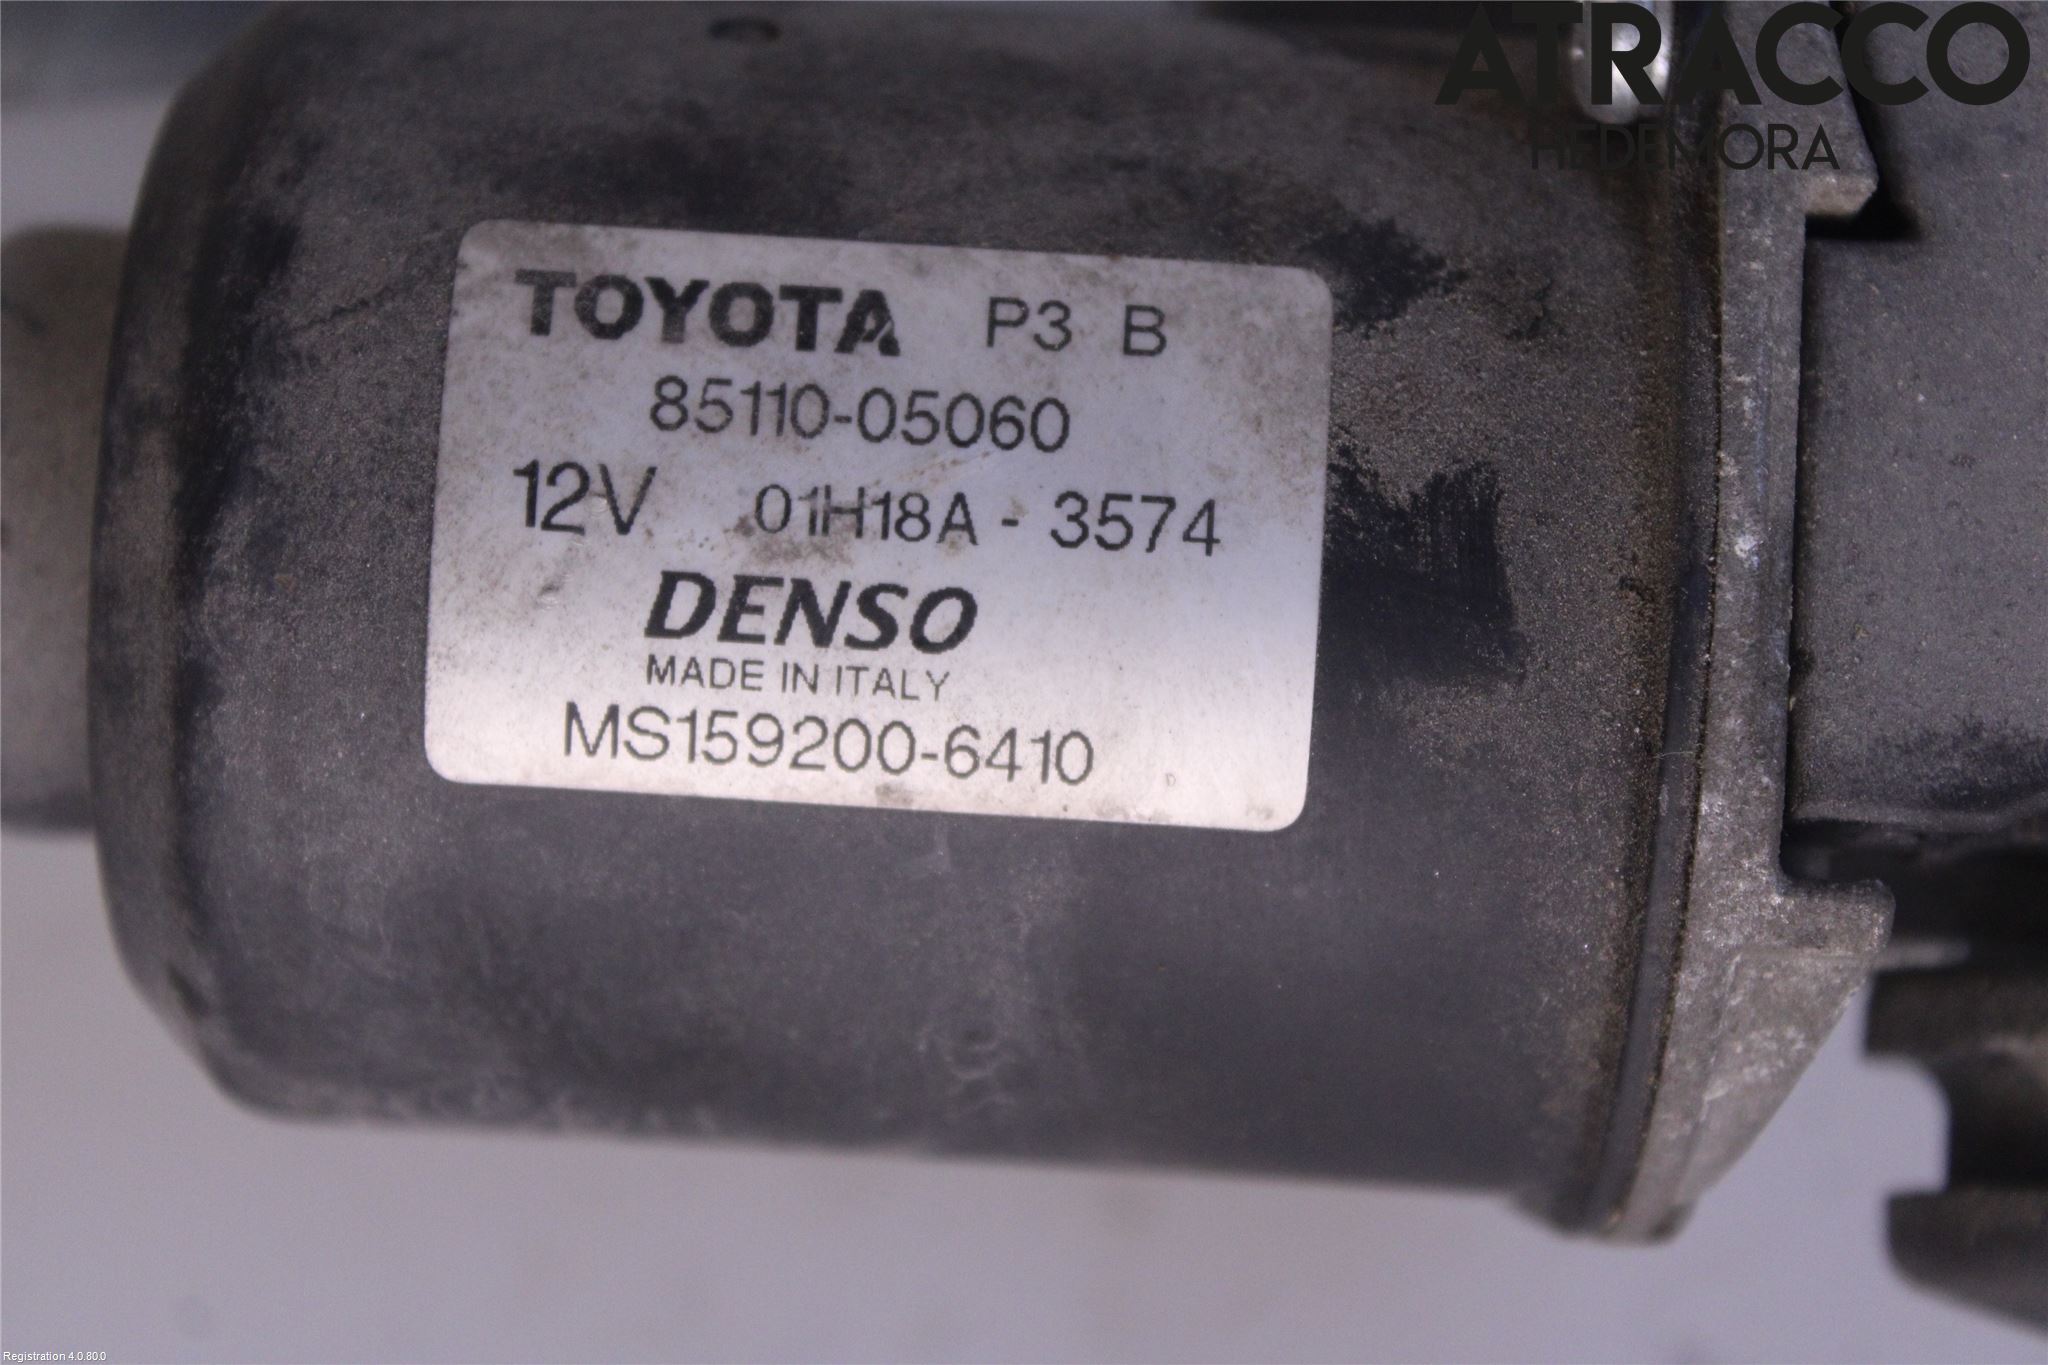 ATRACCO
HEDEMORA
TOYOTA P3 B
85110-05060
12V 01H18A - 3574
DENSO
MADE IN ITALY
MS159200-6410
D
Registration 4.0.80.0